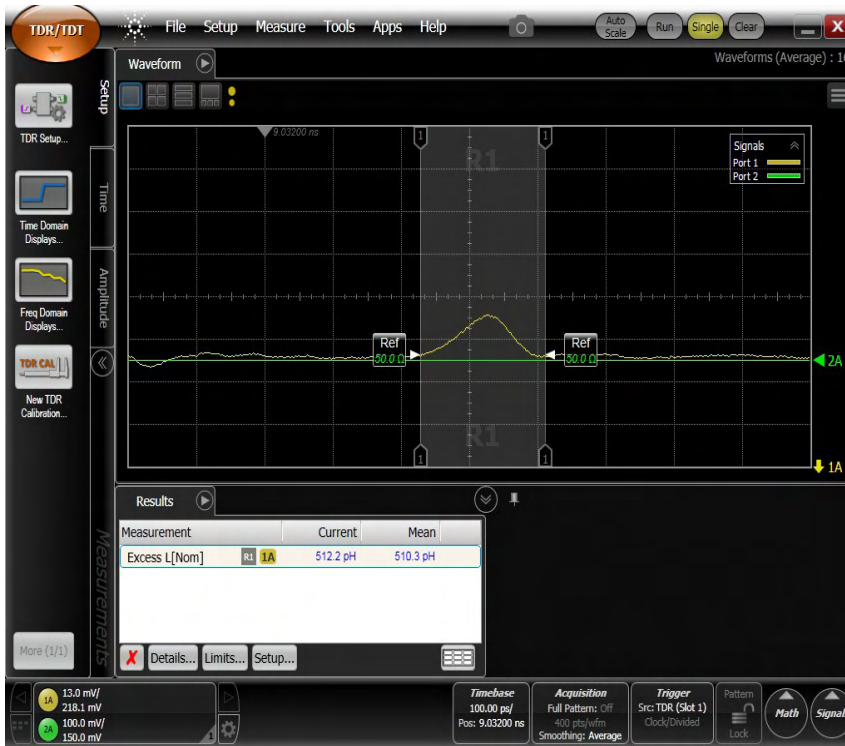 TDR/TDT
File Setup Measure Tools Apps Help
Auto Scale
Run Single Clear
Waveform
Waveforms (Average) :
Setup
Time
Amplitude
Measurements
TDR Setup...
Time Domain
Displays...
Freq Domain
Displays...
TDR CAL
New TDR
Calibration...
More (1/1)
9.03200 ns
1 1
R1
Signals
Port 1
Port 2
Ref
50.0 Ω
Ref
50.0 Ω
2A
R1
1 1
1A
Results
Measurement Current Mean
Excess L[Nom] R1 1A 512.2 pH 510.3 pH
Details... Limits... Setup...
1A 13.0 mV/
218.1 mV
2A 100.0 mV/
150.0 mV
1
Timebase
100.00 ps/
Pos: 9.03200 ns
Acquisition
Full Pattern: Off
400 pts/wfm
Smoothing: Average
Trigger
Src: TDR (Slot 1)
Clock/Divided
Pattern
Lock
Math
Signal